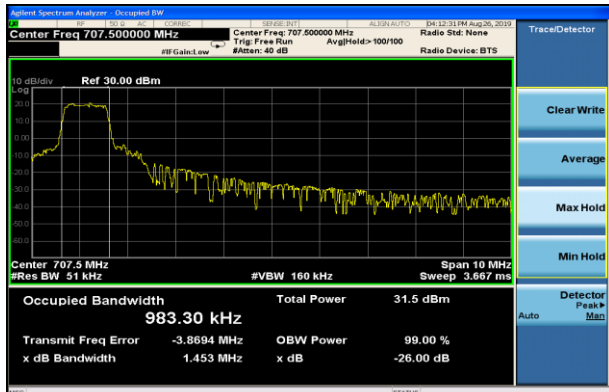 Agilent Spectrum Analyzer - Occupied BW
RF 50 Ω AC CORREC SENSE:INT ALIGN AUTO 04:12:31 PM Aug 26, 2019
Center Freq 707.500000 MHz Center Freq: 707.500000 MHz Radio Std: None Trace/Detector
Trig: Free Run Avg|Hold:>100/100
#IFGain:Low #Atten: 40 dB Radio Device: BTS
10 dB/div Ref 30.00 dBm
Log
20.0
10.0
0.00
-10.0
-20.0
-30.0
-40.0
-50.0
-60.0
Clear Write
Average
Max Hold
Min Hold
Center 707.5 MHz Span 10 MHz
#Res BW 51 kHz #VBW 160 kHz Sweep 3.667 ms
Occupied Bandwidth Total Power 31.5 dBm
983.30 kHz
Transmit Freq Error -3.8694 MHz OBW Power 99.00 %
x dB Bandwidth 1.453 MHz x dB -26.00 dB
Detector
Peak▶
Auto Man
MSG STATUS